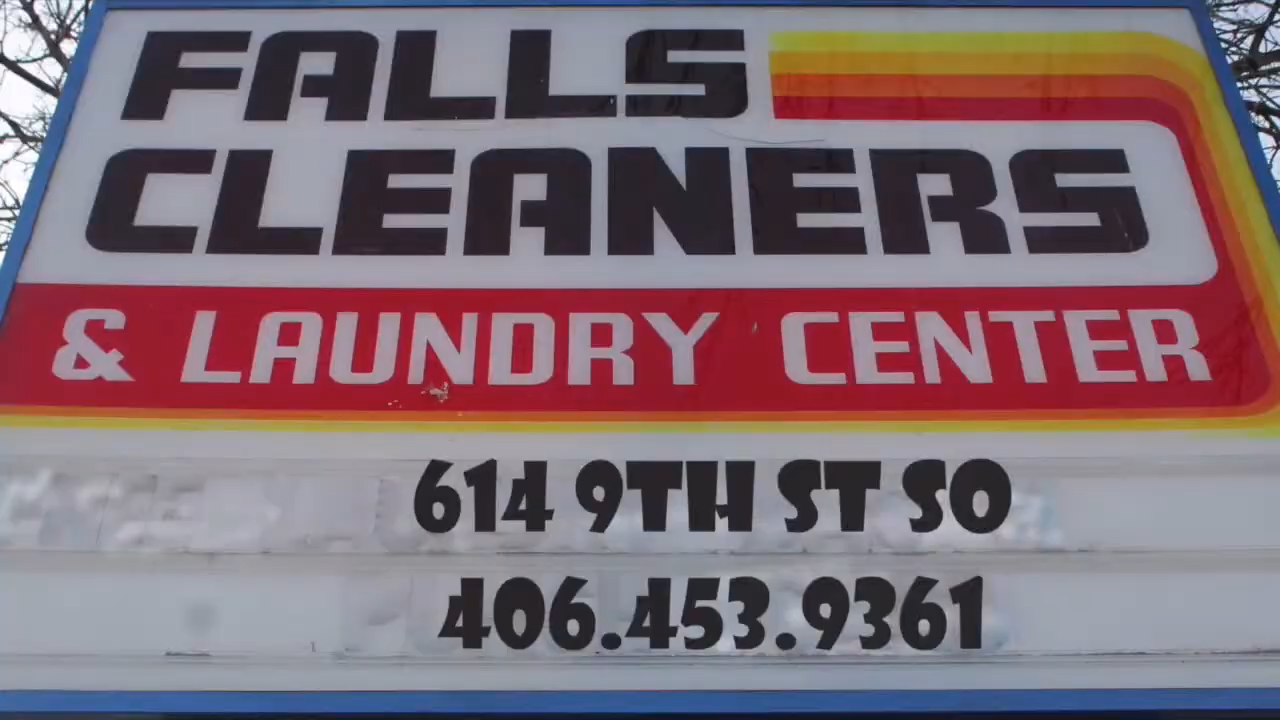 FALLS
CLEANERS
& LAUNDRY CENTER
614 9TH ST SO
406.453.9361